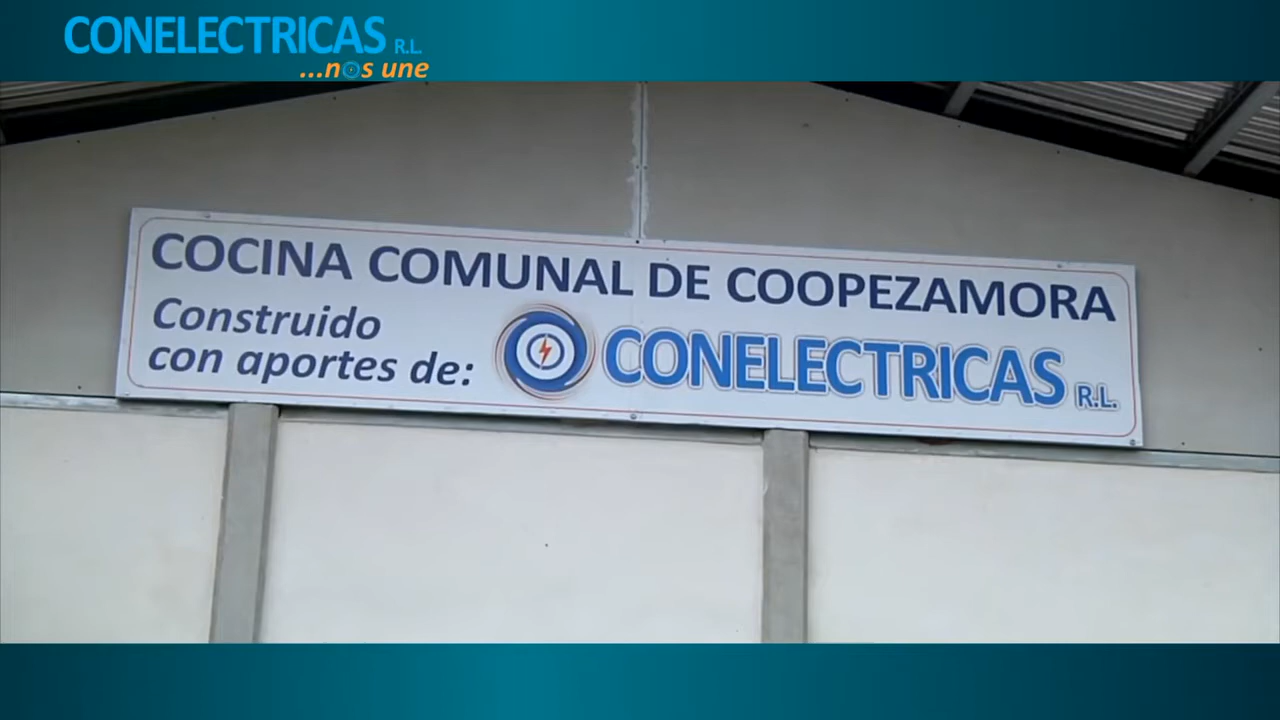 CONELECTRICAS R.L.
...nos une
COCINA COMUNAL DE COOPEZAMORA
Construido
con aportes de:
CONELECTRICAS R.L.